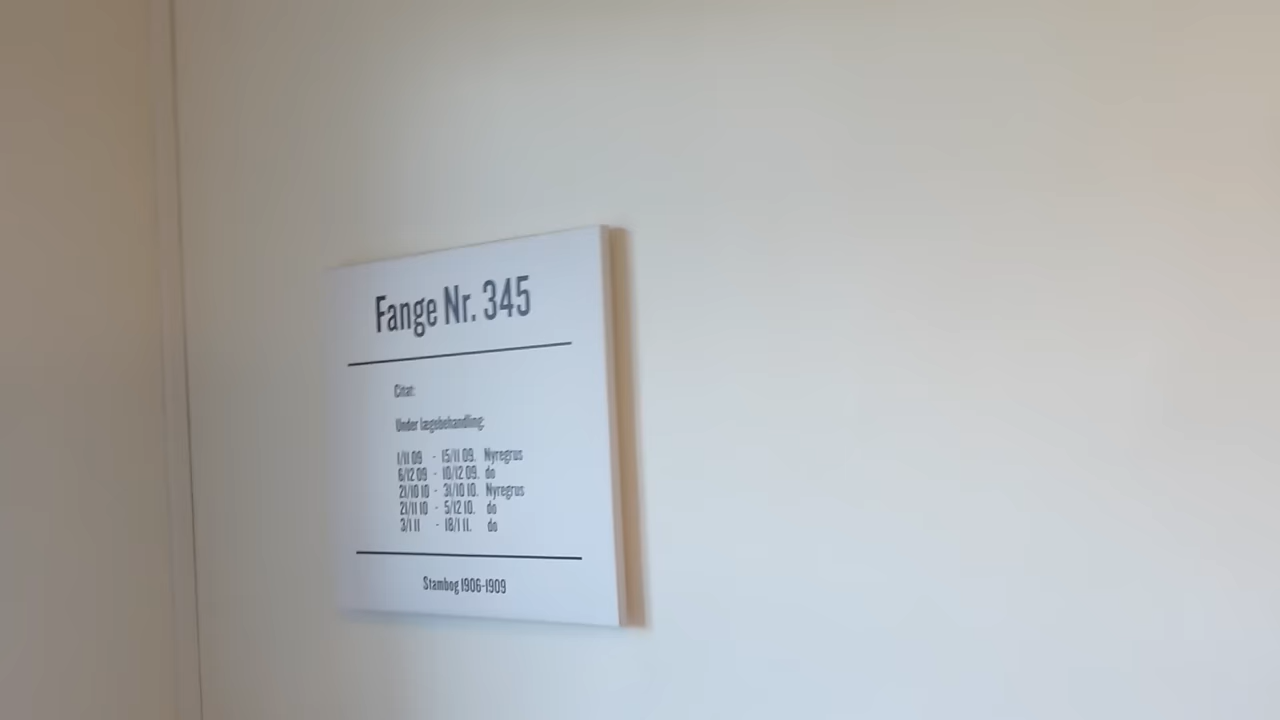 Fange Nr. 345
Citat:
Under lægebehandling:
1/11 09 - 15/11 09. Nyregrus
6/12 09 - 10/12 09. do
21/10 10 - 31/10 10. Nyregrus
21/11 10 - 5/12 10. do
3/1 11 - 18/1 11. do
Stambog 1906-1909